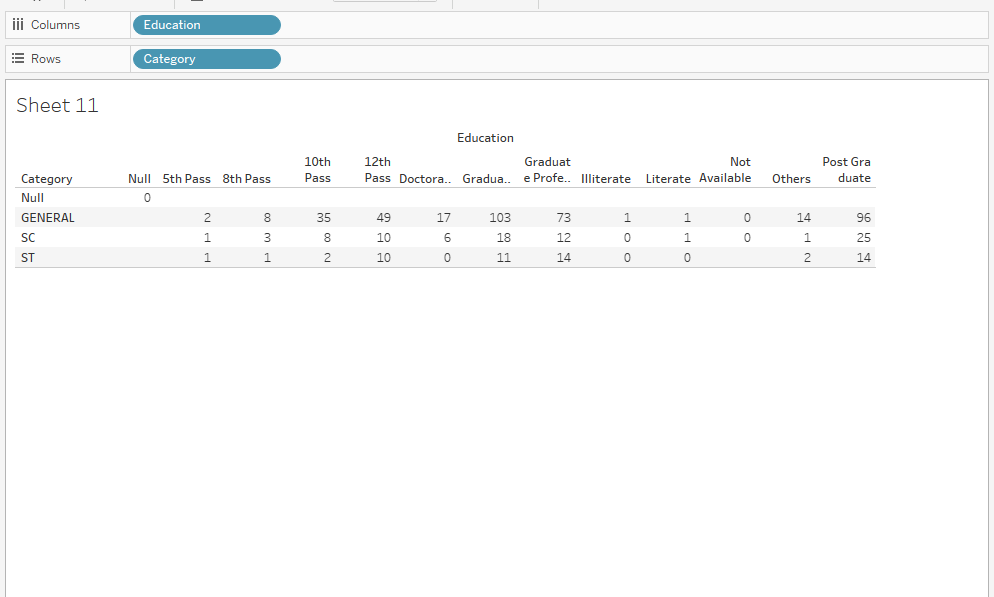 Columns Education
Rows Category
Sheet 11
Education
10th 12th Graduat Not Post Gra
Category Null 5th Pass 8th Pass Pass Pass Doctora.. Gradua.. e Profe.. Illiterate Literate Available Others duate
Null 0
GENERAL 2 8 35 49 17 103 73 1 1 0 14 96
SC 1 3 8 10 6 18 12 0 1 0 1 25
ST 1 1 2 10 0 11 14 0 0 2 14